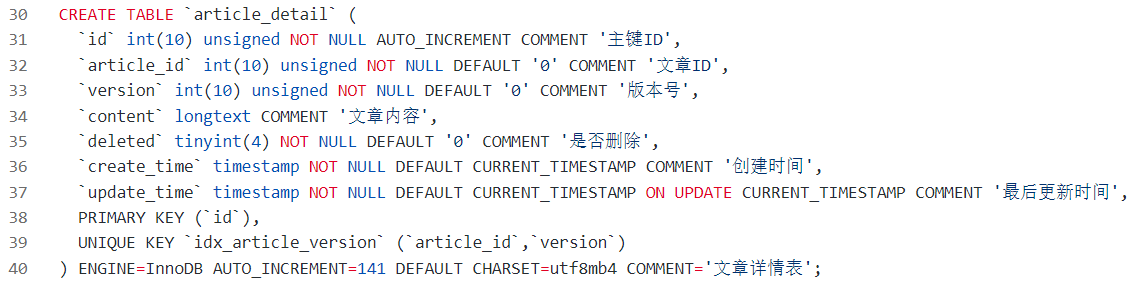 30 CREATE TABLE `article_detail` (
31 `id` int(10) unsigned NOT NULL AUTO_INCREMENT COMMENT '主键ID',
32 `article_id` int(10) unsigned NOT NULL DEFAULT '0' COMMENT '文章ID',
33 `version` int(10) unsigned NOT NULL DEFAULT '0' COMMENT '版本号',
34 `content` longtext COMMENT '文章内容',
35 `deleted` tinyint(4) NOT NULL DEFAULT '0' COMMENT '是否删除',
36 `create_time` timestamp NOT NULL DEFAULT CURRENT_TIMESTAMP COMMENT '创建时间',
37 `update_time` timestamp NOT NULL DEFAULT CURRENT_TIMESTAMP ON UPDATE CURRENT_TIMESTAMP COMMENT '最后更新时间',
38 PRIMARY KEY (`id`),
39 UNIQUE KEY `idx_article_version` (`article_id`,`version`)
40 ) ENGINE=InnoDB AUTO_INCREMENT=141 DEFAULT CHARSET=utf8mb4 COMMENT='文章详情表';